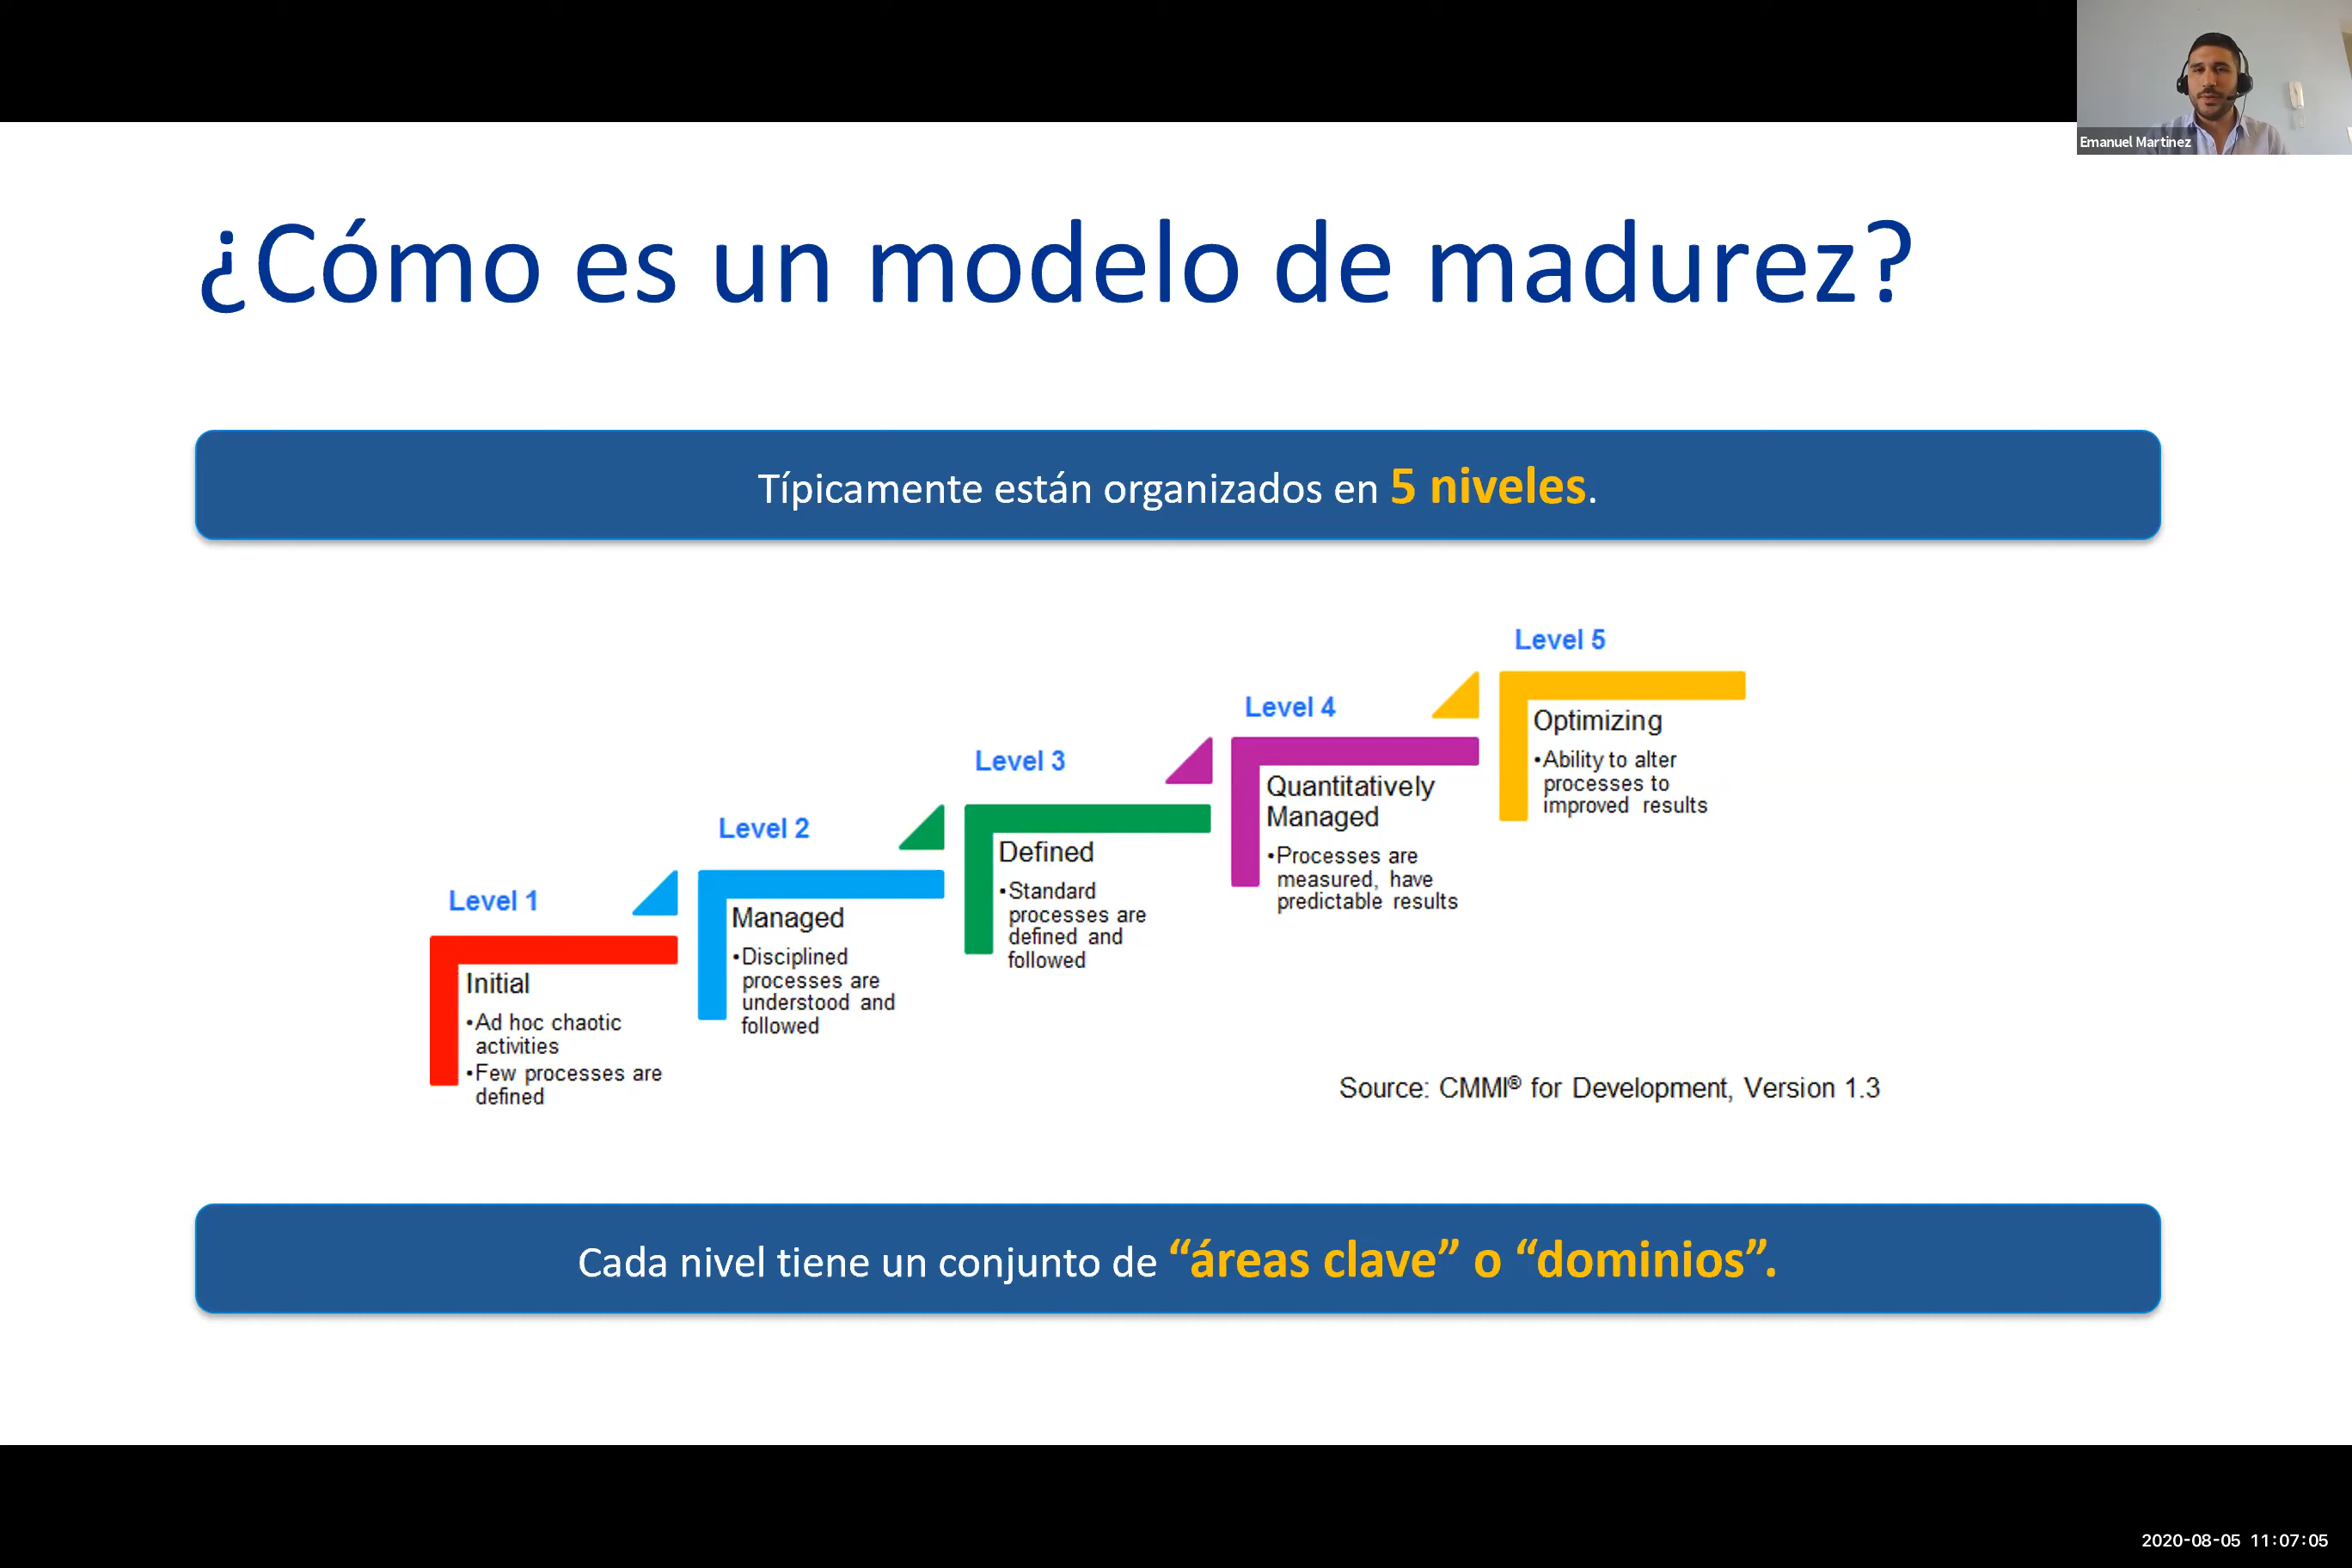 Emanuel Martinez
¿Cómo es un modelo de madurez?
Típicamente están organizados en 5 niveles.
Level 1
Initial
•Ad hoc chaotic
activities
•Few processes are
defined
Level 2
Managed
•Disciplined
processes are
understood and
followed
Level 3
Defined
•Standard
processes are
defined and
followed
Level 4
Quantitatively
Managed
•Processes are
measured, have
predictable results
Level 5
Optimizing
•Ability to alter
processes to
improved results
Source: CMMI® for Development, Version 1.3
Cada nivel tiene un conjunto de “áreas clave” o “dominios”.
2020-08-05 11:07:05